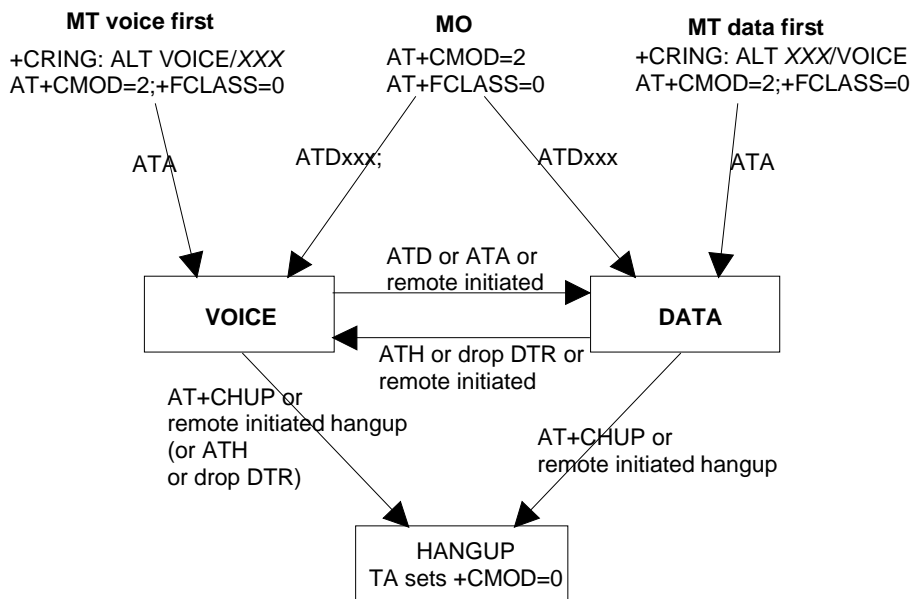 MT voice first
+CRING: ALT VOICE/XXX
AT+CMOD=2;+FCLASS=0
MO
AT+CMOD=2
AT+FCLASS=0
MT data first
+CRING: ALT XXX/VOICE
AT+CMOD=2;+FCLASS=0
ATA
ATDxxx;
ATDxxx
ATA
ATD or ATA or
remote initiated
VOICE
DATA
ATH or drop DTR or
remote initiated
AT+CHUP or
remote initiated hangup
(or ATH
or drop DTR)
AT+CHUP or
remote initiated hangup
HANGUP
TA sets +CMOD=0